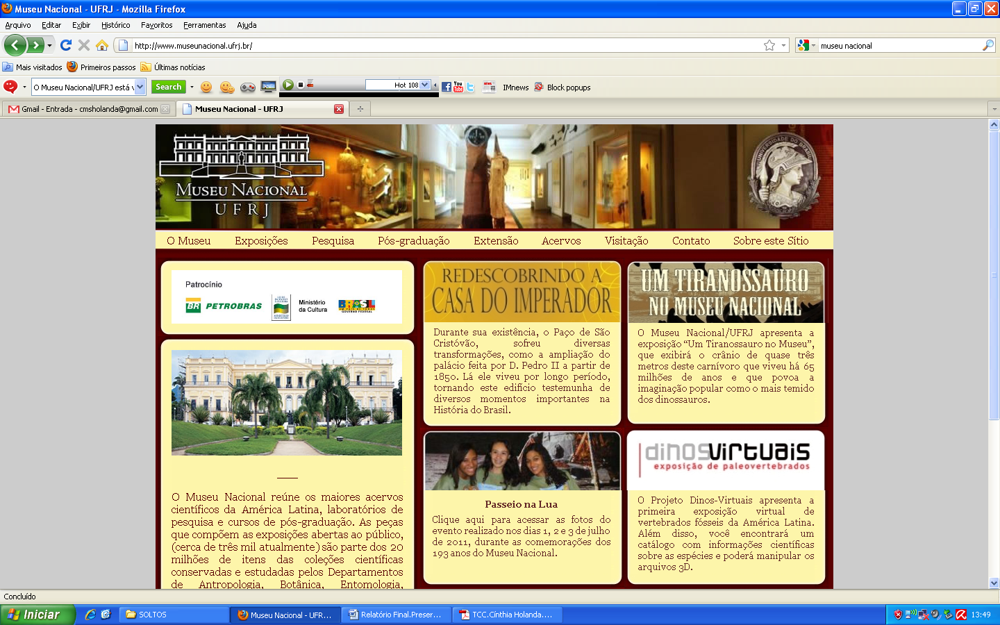 Museu Nacional - UFRJ - Mozilla Firefox
Arquivo Editar Exibir Histórico Favoritos Ferramentas Ajuda
http://www.museunacional.ufrj.br/
museu nacional
Mais visitados Primeiros passos Últimas notícias
O Museu Nacional/UFRJ está v Search Hot 108 You Tube IMnews Block popups
Gmail - Entrada - cmsholanda@gmail.com Museu Nacional - UFRJ
MUSEU NACIONAL
UFRJ
UNIVERSIDADE DO BRASIL
O Museu Exposições Pesquisa Pós-graduação Extensão Acervos Visitação Contato Sobre este Sítio
Patrocínio
BR PETROBRAS
Ministério
da Cultura
BRASIL
GOVERNO FEDERAL
O Museu Nacional reúne os maiores acervos
científicos da América Latina, laboratórios de
pesquisa e cursos de pós-graduação. As peças
que compõem as exposições abertas ao público,
(cerca de três mil atualmente) são parte dos 20
milhões de itens das coleções científicas
conservadas e estudadas pelos Departamentos
de Antropologia, Botânica, Entomologia,
REDESCOBRINDO A
CASA DO IMPERADOR
Durante sua existência, o Paço de São
Cristóvão, sofreu diversas
transformações, como a ampliação do
palácio feita por D. Pedro II a partir de
1850. Lá ele viveu por longo período,
tornando este edifício testemunha de
diversos momentos importantes na
História do Brasil.
UM TIRANOSSAURO
NO MUSEU NACIONAL
O Museu Nacional/UFRJ apresenta a
exposição “Um Tiranossauro no Museu”,
que exibirá o crânio de quase três
metros deste carnívoro que viveu há 65
milhões de anos e que povoa a
imaginação popular como o mais temido
dos dinossauros.
Passeio na Lua
Clique aqui para acessar as fotos do
evento realizado nos dias 1, 2 e 3 de julho
de 2011, durante as comemorações dos
193 anos do Museu Nacional.
dinosvirtuais
exposição de paleovertebrados
O Projeto Dinos-Virtuais apresenta a
primeira exposição virtual de
vertebrados fósseis da América Latina.
Além disso, você encontrará um
catálogo com informações científicas
sobre as espécies e poderá manipular os
arquivos 3D.
Concluído
Iniciar SOLTOS Museu Nacional - UFR... Relatório Final.Preser... TCC.Cínthia Holanda.... 13:49